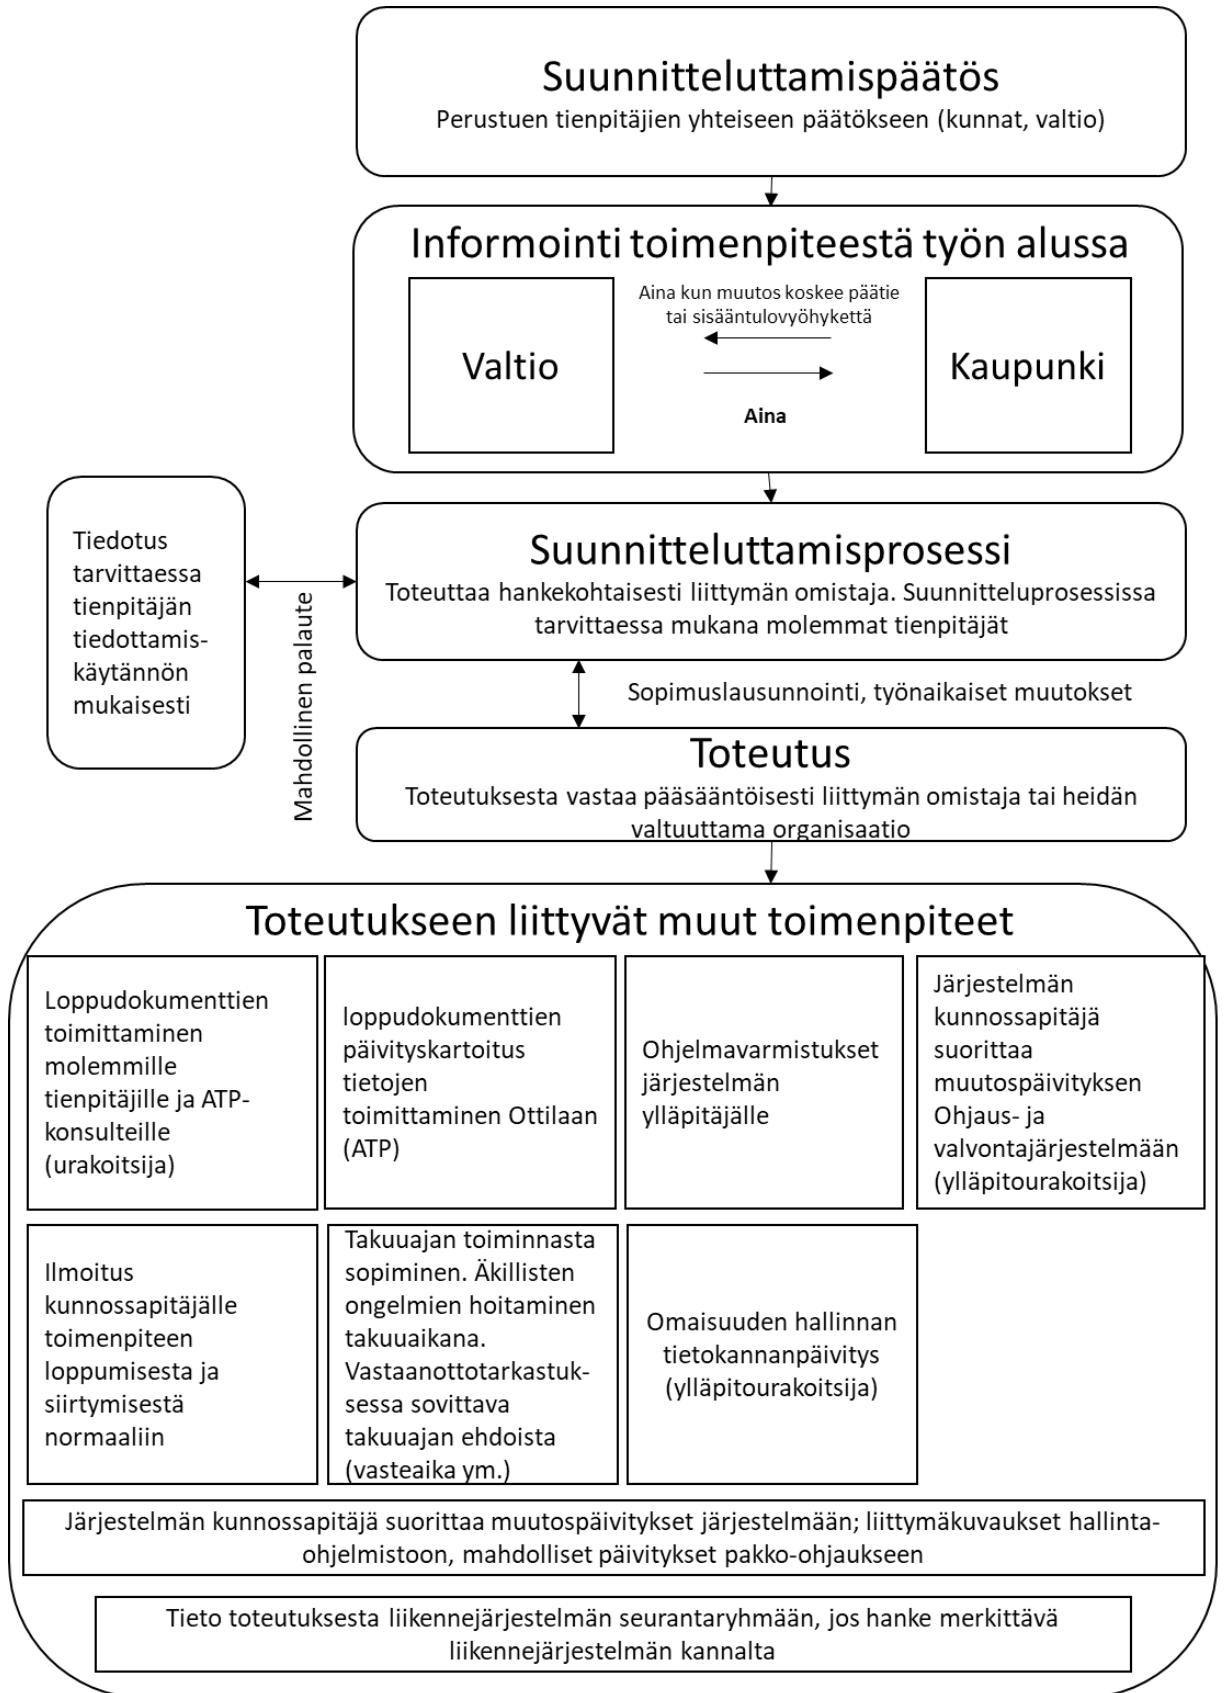 Suunnitteluttamispäätös
Perustuen tienpitäjien yhteiseen päätökseen (kunnat, valtio)
Informointi toimenpiteestä työn alussa
Valtio
Aina kun muutos koskee päätie
tai sisääntulovyöhykettä
Aina
Kaupunki
Tiedotus
tarvittaessa
tienpitäjän
tiedottamis-
käytännön
mukaisesti
Mahdollinen palaute
Suunnitteluttamisprosessi
Toteuttaa hankekohtaisesti liittymän omistaja. Suunnitteluprosessissa
tarvittaessa mukana molemmat tienpitäjät
Sopimuslausunnointi, työnaikaiset muutokset
Toteutus
Toteutuksesta vastaa pääsääntöisesti liittymän omistaja tai heidän
valtuuttama organisaatio
Toteutukseen liittyvät muut toimenpiteet
Loppudokumenttien
toimittaminen
molemmille
tienpitäjille ja ATP-
konsulteille
(urakoitsija)
loppudokumenttien
päivityskartoitus
tietojen
toimittaminen Ottilaan
(ATP)
Ohjelmavarmistukset
järjestelmän
ylläpitäjälle
Järjestelmän
kunnossapitäjä
suorittaa
muutospäivityksen
Ohjaus- ja
valvontajärjestelmään
(ylläpitourakoitsija)
Ilmoitus
kunnossapitäjälle
toimenpiteen
loppumisesta ja
siirtymisestä
normaaliin
Takuuajan toiminnasta
sopiminen. Äkillisten
ongelmien hoitaminen
takuuaikana.
Vastaanottotarkastuk-
sessa sovittava
takuuajan ehdoista
(vasteaika ym.)
Omaisuuden hallinnan
tietokannanpäivitys
(ylläpitourakoitsija)
Järjestelmän kunnossapitäjä suorittaa muutospäivitykset järjestelmään; liittymäkuvaukset hallinta-
ohjelmistoon, mahdolliset päivitykset pakko-ohjaukseen
Tieto toteutuksesta liikennejärjestelmän seurantaryhmään, jos hanke merkittävä
liikennejärjestelmän kannalta